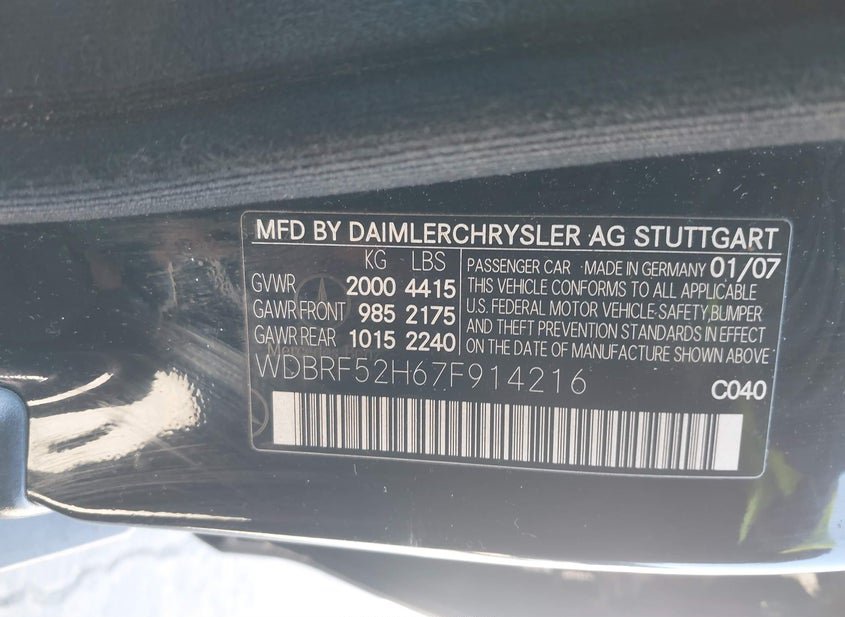 MFD BY DAIMLERCHRYSLER AG STUTTGART
KG LBS
GVWR 2000 4415
GAWR FRONT 985 2175
GAWR REAR 1015 2240
PASSENGER CAR - MADE IN GERMANY 01/07
THIS VEHICLE CONFORMS TO ALL APPLICABLE
U.S. FEDERAL MOTOR VEHICLE-SAFETY,BUMPER
AND THEFT PREVENTION STANDARDS IN EFFECT
ON THE DATE OF MANUFACTURE SHOWN ABOVE
WDBRF52H67F914216
C040